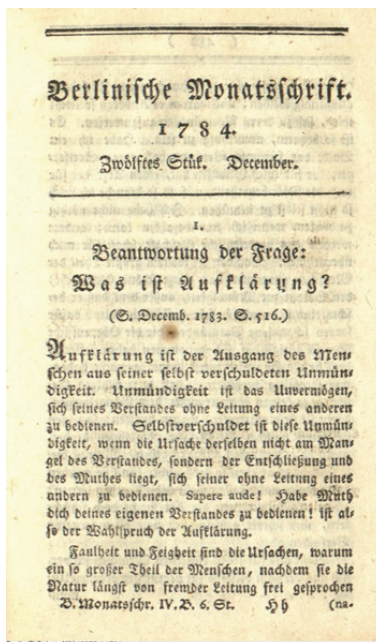 Berlinische Monatsschrift.
1784.
Zwölftes Stük. December.
1.
Beantwortung der Frage:
Was ist Aufklärung?
(S. Decemb. 1783. S. 516.)
Aufklärung ist der Ausgang des Men-
schen aus seiner selbst verschuldeten Unmün-
digkeit. Unmündigkeit ist das Unvermögen,
sich seines Verstandes ohne Leitung eines anderen
zu bedienen. Selbstverschuldet ist diese Unmün-
digkeit, wenn die Ursache derselben nicht am Man-
gel des Verstandes, sondern der Entschließung und
des Muthes liegt, sich seiner ohne Leitung eines
andern zu bedienen. Sapere aude! Habe Muth
dich deines eigenen Verstandes zu bedienen! ist al-
so der Wahlspruch der Aufklärung.
Faulheit und Feigheit sind die Ursachen, warum
ein so großer Theil der Menschen, nachdem sie die
Natur längst von fremder Leitung frei gesprochen
B. Monatsschr. IV. B. 6. St. Hh (na-